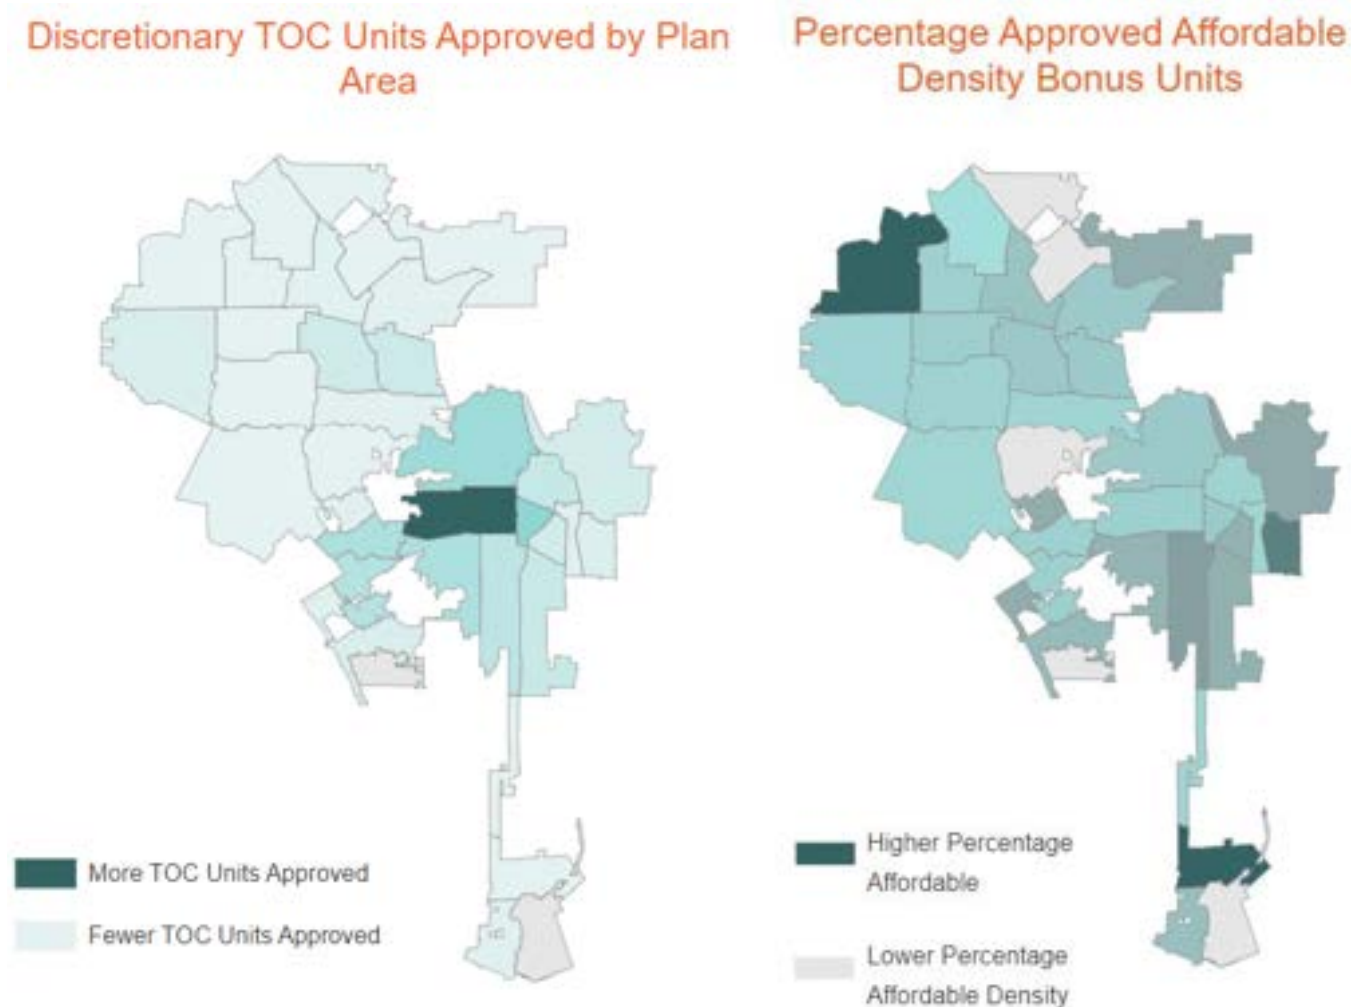 Discretionary TOC Units Approved by Plan
Area
Percentage Approved Affordable
Density Bonus Units
More TOC Units Approved
Fewer TOC Units Approved
Higher Percentage
Affordable
Lower Percentage
Affordable Density